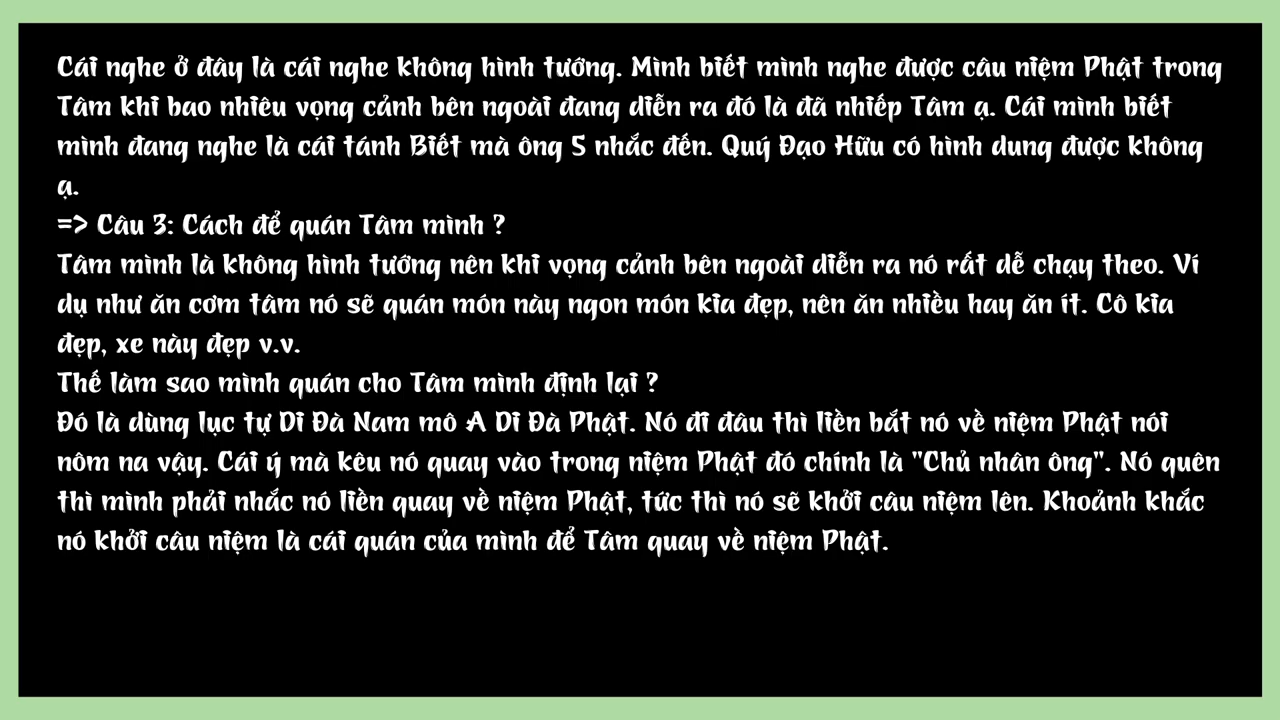 Cái nghe ở đây là cái nghe không hình tướng. Mình biết mình nghe được câu niệm Phật trong
Tâm khi bao nhiêu vọng cảnh bên ngoài đang diễn ra đó là đã nhiếp Tâm ạ. Cái mình biết
mình đang nghe là cái tánh Biết mà ông 5 nhắc đến. Quý Đạo Hữu có hình dung được không
ạ.
=> Câu 3: Cách để quán Tâm mình ?
Tâm mình là không hình tướng nên khi vọng cảnh bên ngoài diễn ra nó rất dễ chạy theo. Ví
dụ như ăn cơm tâm nó sẽ quán món này ngon món kia đẹp, nên ăn nhiều hay ăn ít. Cô kia
đẹp, xe này đẹp v.v.
Thế làm sao mình quán cho Tâm mình định lại ?
Đó là dùng lục tự Di Đà Nam mô A Di Đà Phật. Nó đi đâu thì liền bắt nó về niệm Phật nói
nôm na vậy. Cái ý mà kêu nó quay vào trong niệm Phật đó chính là "Chủ nhân ông". Nó quên
thì mình phải nhắc nó liền quay về niệm Phật, tức thì nó sẽ khởi câu niệm lên. Khoảnh khắc
nó khởi câu niệm là cái quán của mình để Tâm quay về niệm Phật.